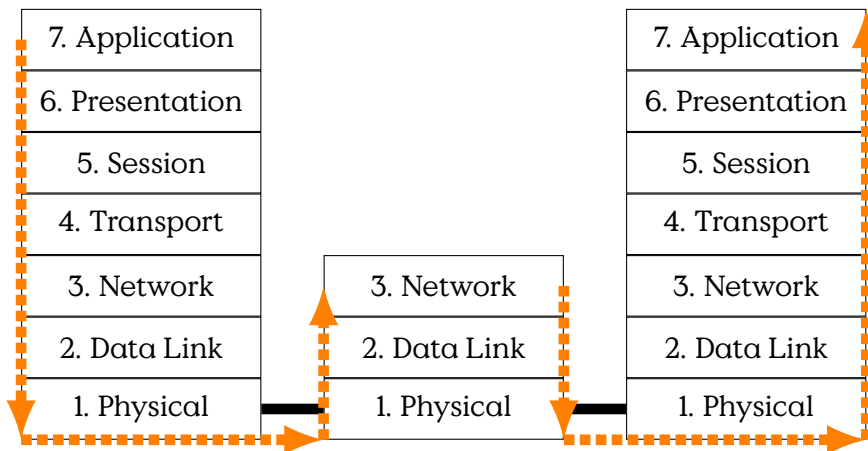 7. Application
6. Presentation
5. Session
4. Transport
3. Network
2. Data Link
1. Physical
3. Network
2. Data Link
1. Physical
7. Application
6. Presentation
5. Session
4. Transport
3. Network
2. Data Link
1. Physical